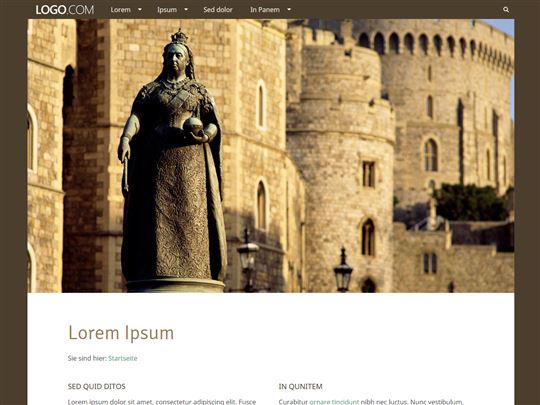 LOGO.COM Lorem Ipsum Sed dolor In Panem
Lorem Ipsum
Sie sind hier: Startseite
SED QUID DITOS
Lorem ipsum dolor sit amet, consectetur adipiscing elit. Fusce
IN QUNITEM
Curabitur ornare tincidunt nibh nec luctus. Nunc vestibulum,